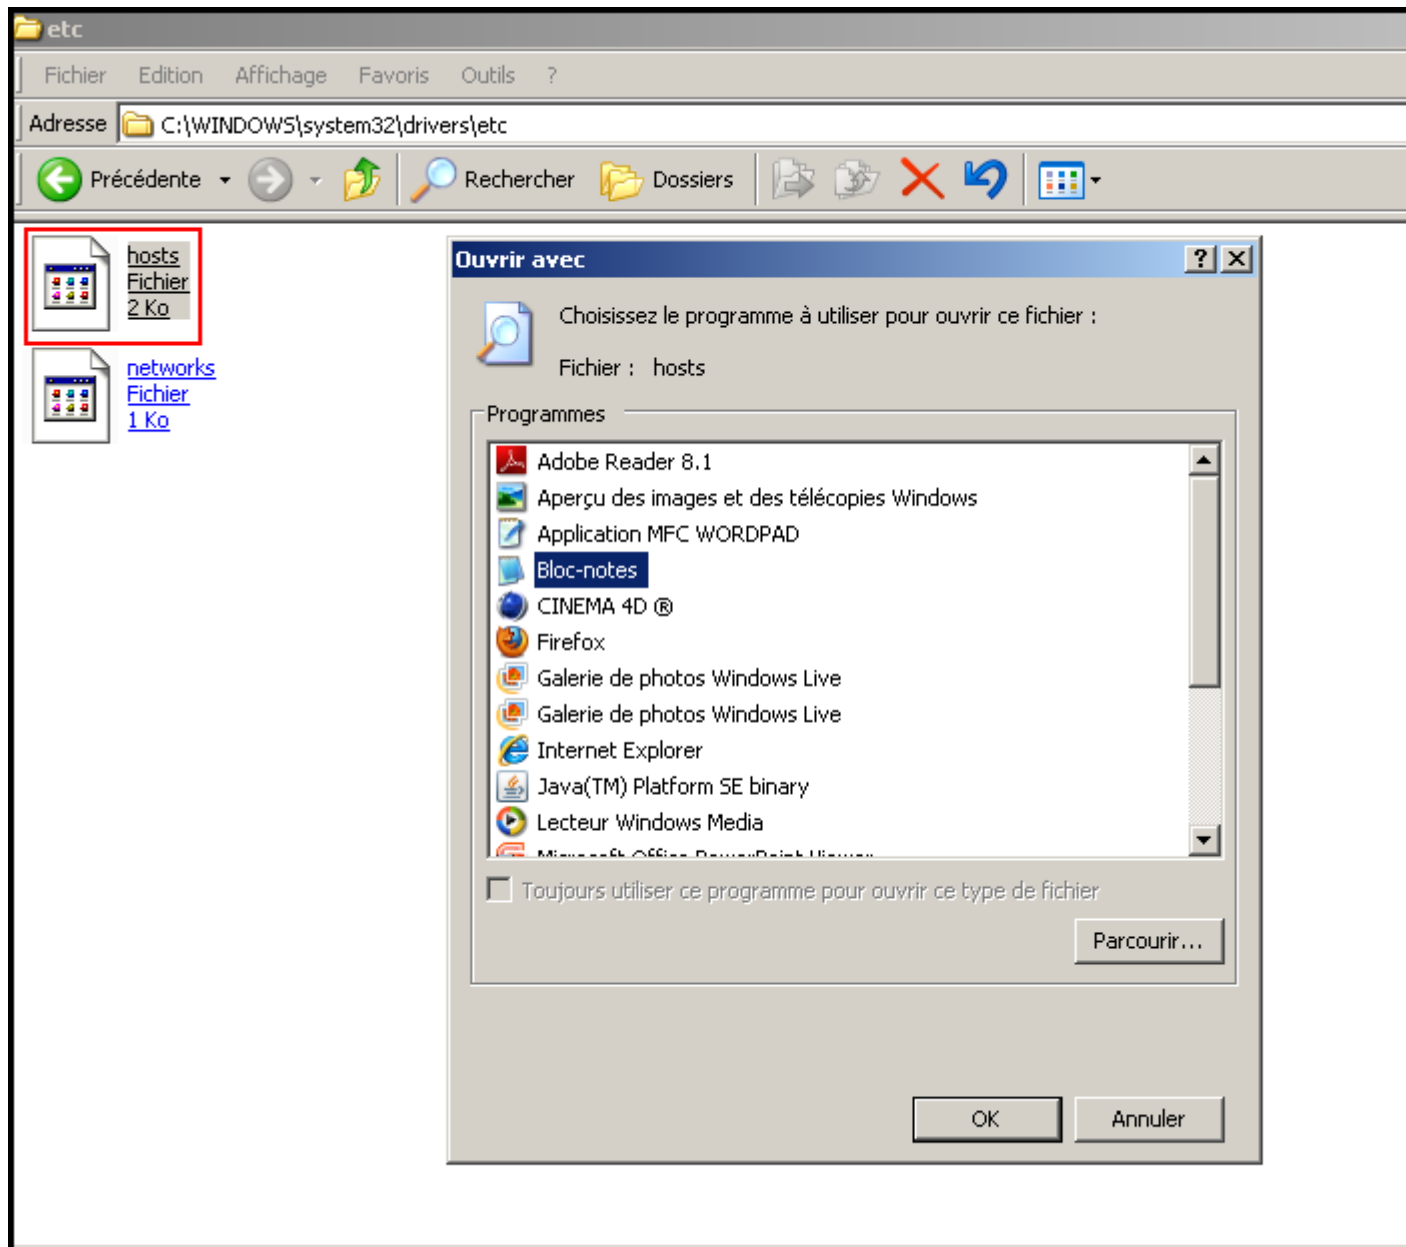 etc
Fichier Edition Affichage Favoris Outils ?
Adresse C:\WINDOWS\system32\drivers\etc
Précédente Rechercher Dossiers
hosts
Fichier
2 Ko
networks
Fichier
1 Ko
Ouvrir avec
Choisissez le programme à utiliser pour ouvrir ce fichier :
Fichier : hosts
Programmes
Adobe Reader 8.1
Aperçu des images et des télécopies Windows
Application MFC WORDPAD
Bloc-notes
CINEMA 4D ®
Firefox
Galerie de photos Windows Live
Galerie de photos Windows Live
Internet Explorer
Java(TM) Platform SE binary
Lecteur Windows Media
Microsoft Office PowerPoint Viewer
Toujours utiliser ce programme pour ouvrir ce type de fichier
Parcourir...
OK Annuler